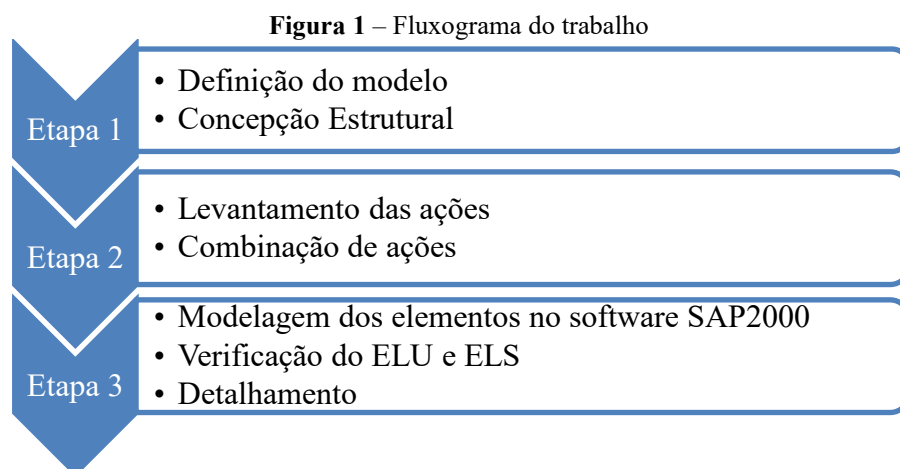 Figura 1 – Fluxograma do trabalho
Etapa 1
• Definição do modelo
• Concepção Estrutural
Etapa 2
• Levantamento das ações
• Combinação de ações
Etapa 3
• Modelagem dos elementos no software SAP2000
• Verificação do ELU e ELS
• Detalhamento